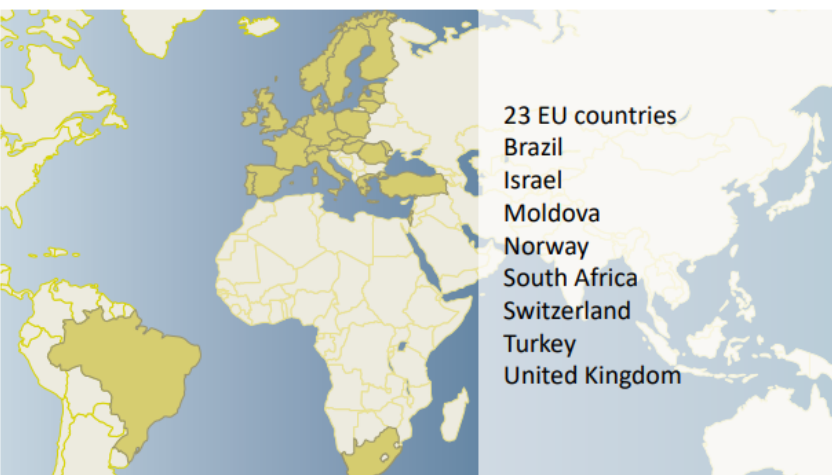 23 EU countries
Brazil
Israel
Moldova
Norway
South Africa
Switzerland
Turkey
United Kingdom